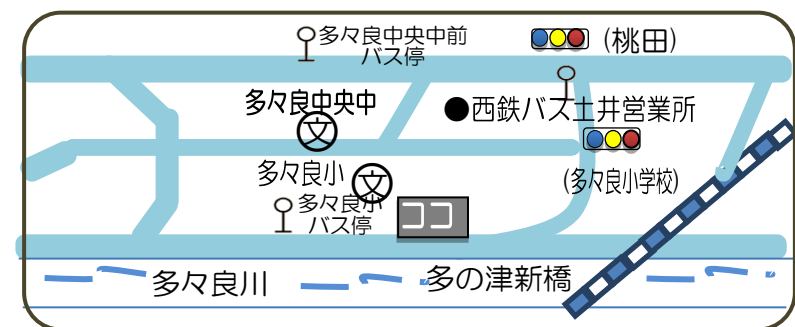 多々良中央中前
バス停
(桃田)
多々良中央中
文
●西鉄バス土井営業所
(多々良小学校)
多々良小
文
多々良小
バス停
ココ
多々良川
多の津新橋